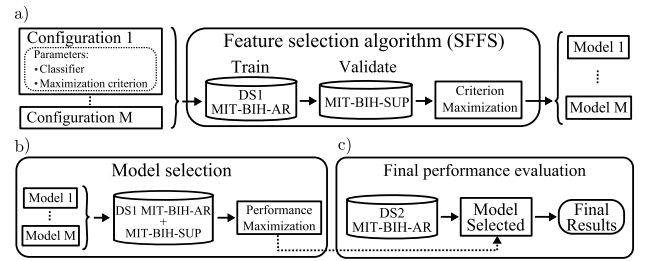 a)
Configuration 1
Parameters:
•Classifier
•Maximization criterion
Configuration M
Feature selection algorithm (SFFS)
Train
DS1
MIT-BIH-AR
Validate
MIT-BIH-SUP
Criterion
Maximization
Model 1
Model M
b)
Model selection
Model 1
Model M
DS1 MIT-BIH-AR
+
MIT-BIH-SUP
Performance
Maximization
c)
Final performance evaluation
DS2
MIT-BIH-AR
Model
Selected
Final
Results